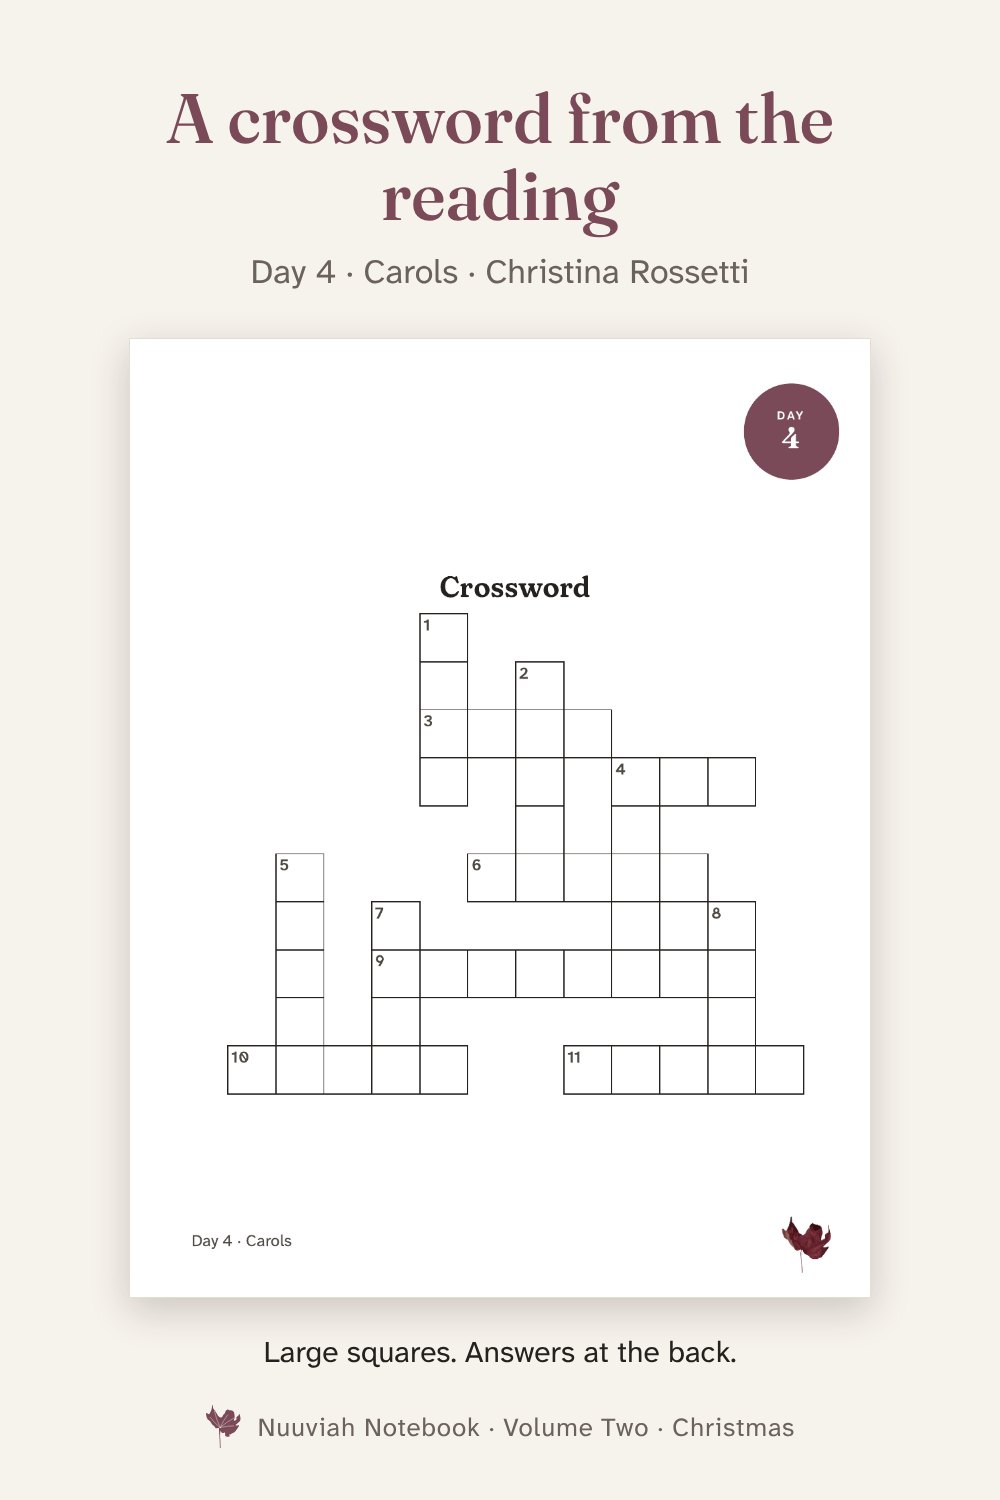 A crossword from the
reading
Day 4 · Carols · Christina Rossetti
DAY
4
Crossword
1
2
3
4
5
6
7
8
9
10
11
Day 4 · Carols
Large squares. Answers at the back.
Nuuviah Notebook · Volume Two · Christmas